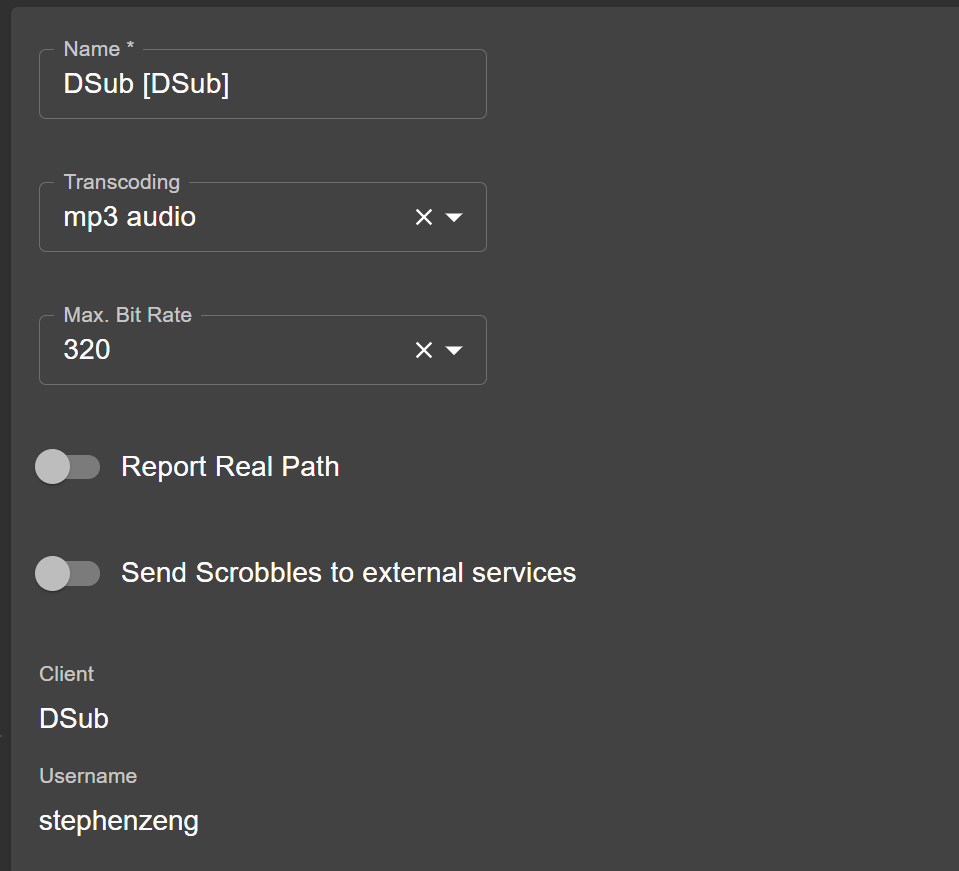 Name *
DSub [DSub]
Transcoding
mp3 audio
Max. Bit Rate
320
Report Real Path
Send Scrobbles to external services
Client
DSub
Username
stephenzeng